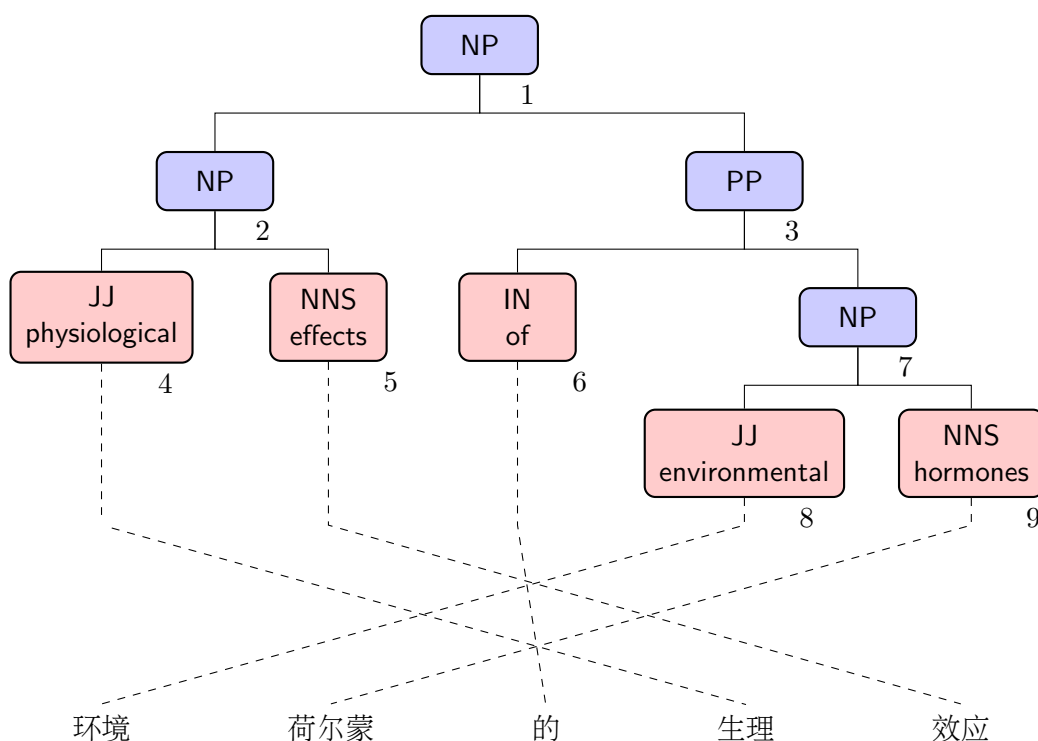 NP
1
NP
PP
2
3
JJ
physiological
NNS
effects
IN
of
NP
4
5
6
7
JJ
environmental
NNS
hormones
8
9
环境 荷尔蒙 的 生理 效应